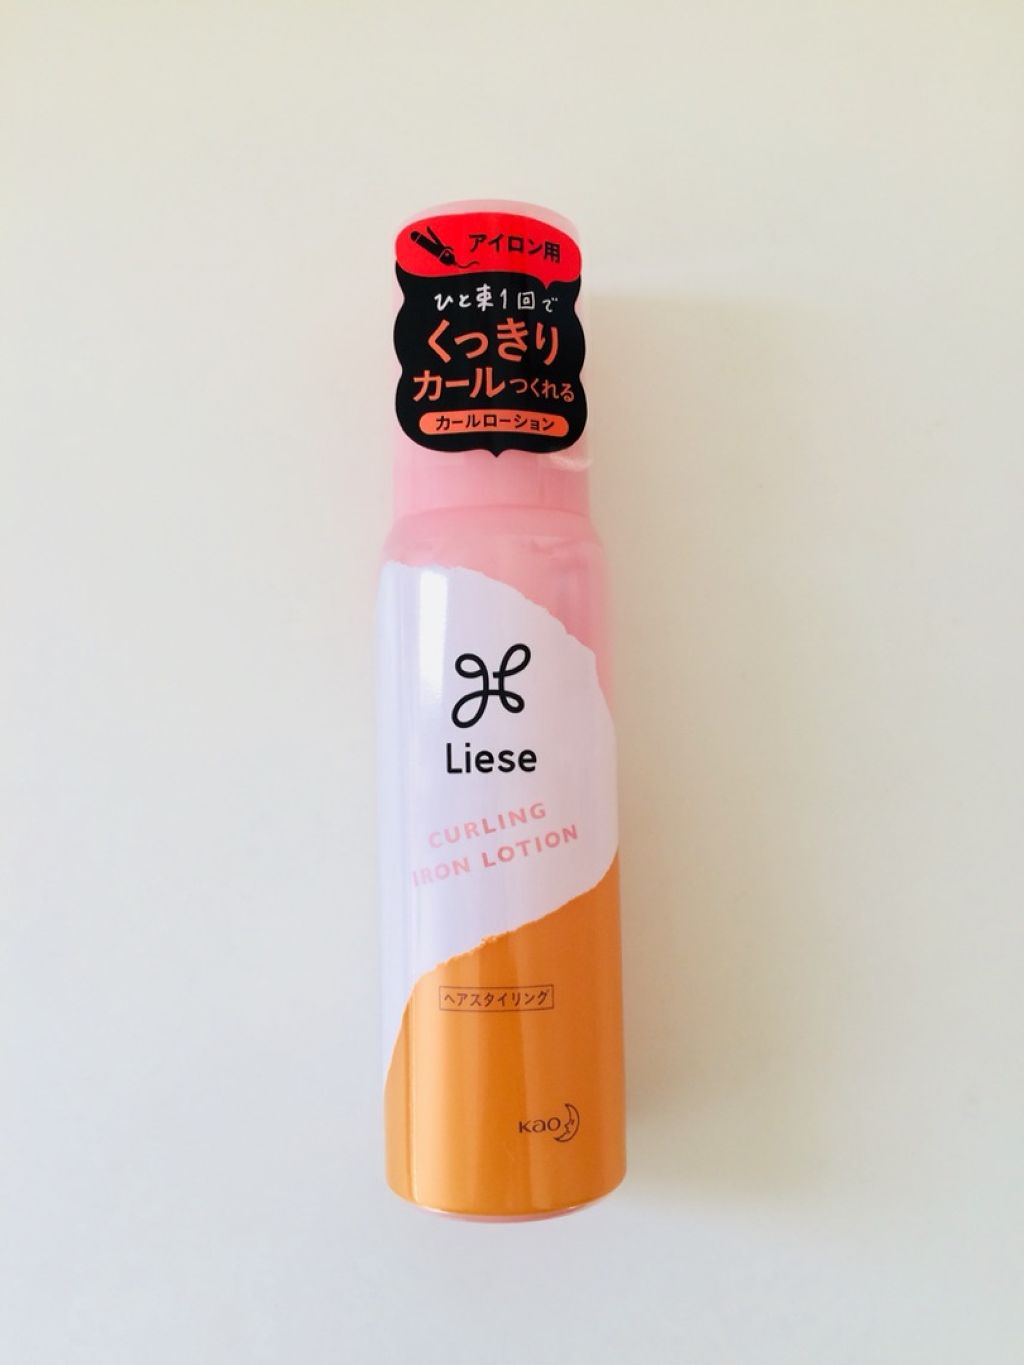 アイロン用
ひと束1回で
くっきり
カールつくれる
カールローション
Liese
CURLING
IRON LOTION
ヘアスタイリング
Kao